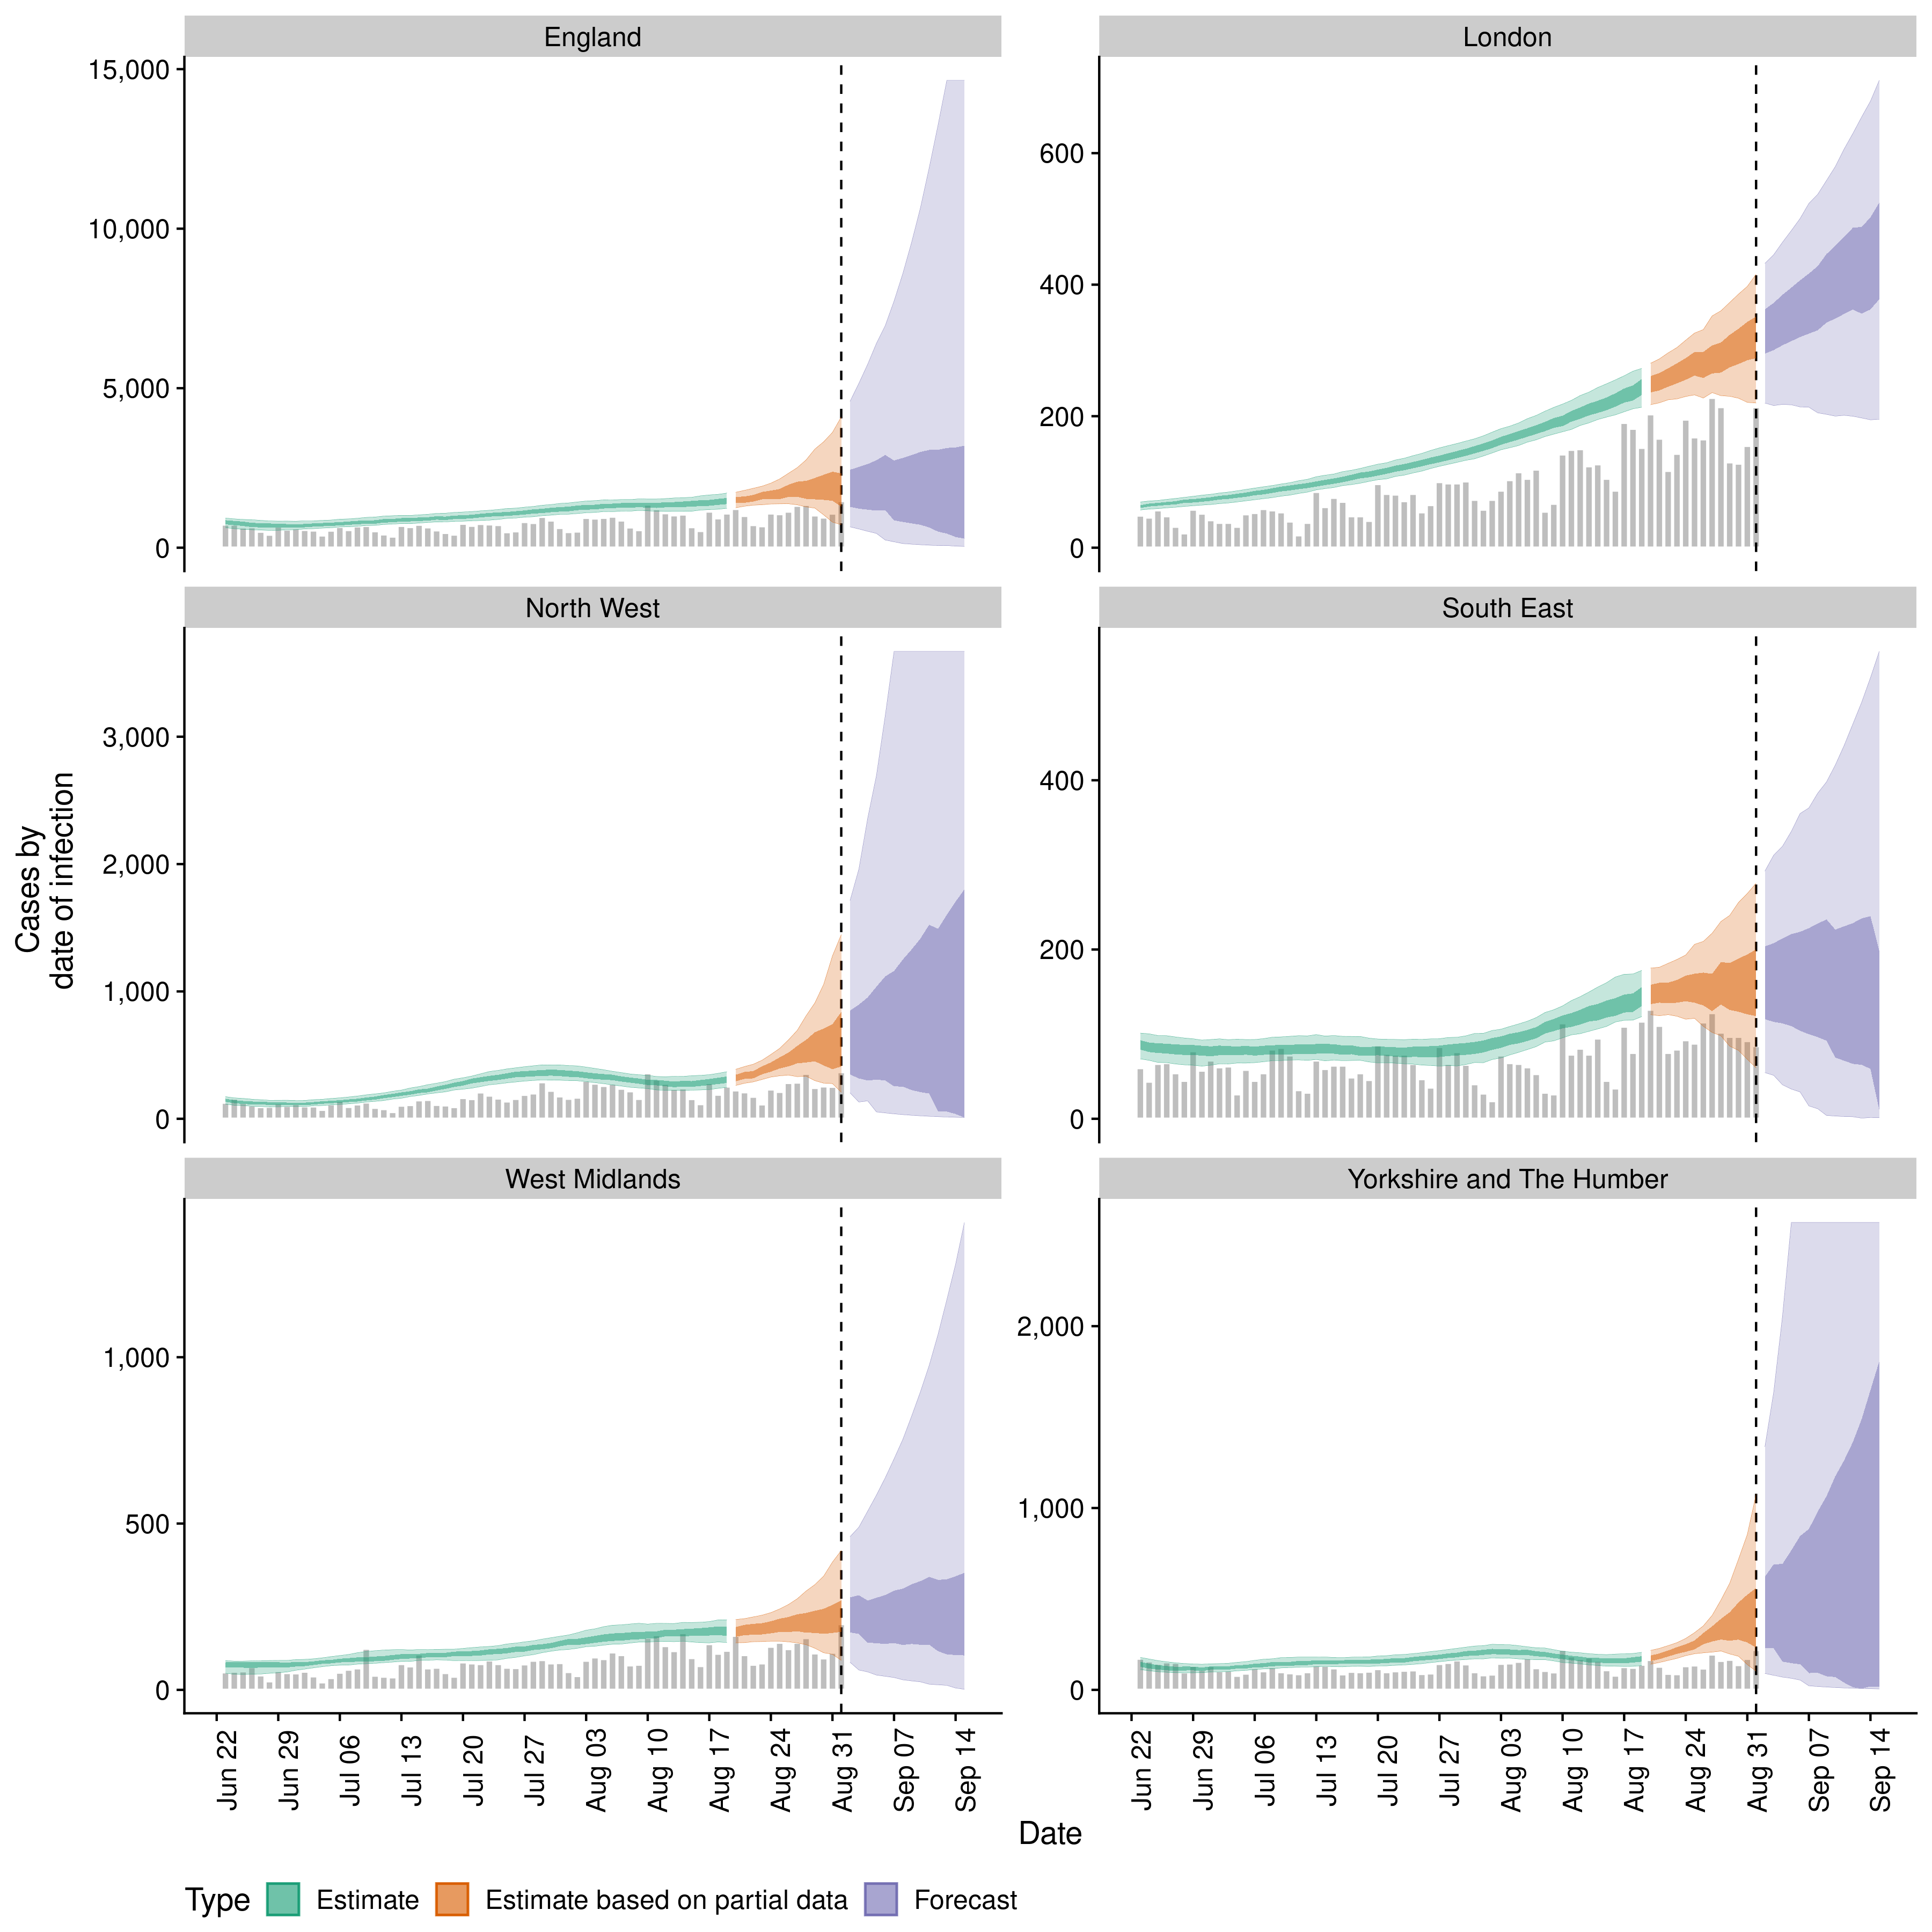 England
London
15,000
10,000
5,000
0
600
400
200
0
North West
South East
3,000
2,000
1,000
0
400
200
0
West Midlands
Yorkshire and The Humber
1,000
500
0
2,000
1,000
0
Cases by
date of infection
Jun 22
Jun 29
Jul 06
Jul 13
Jul 20
Jul 27
Aug 03
Aug 10
Aug 17
Aug 24
Aug 31
Sep 07
Sep 14
Jun 22
Jun 29
Jul 06
Jul 13
Jul 20
Jul 27
Aug 03
Aug 10
Aug 17
Aug 24
Aug 31
Sep 07
Sep 14
Date
Type Estimate Estimate based on partial data Forecast